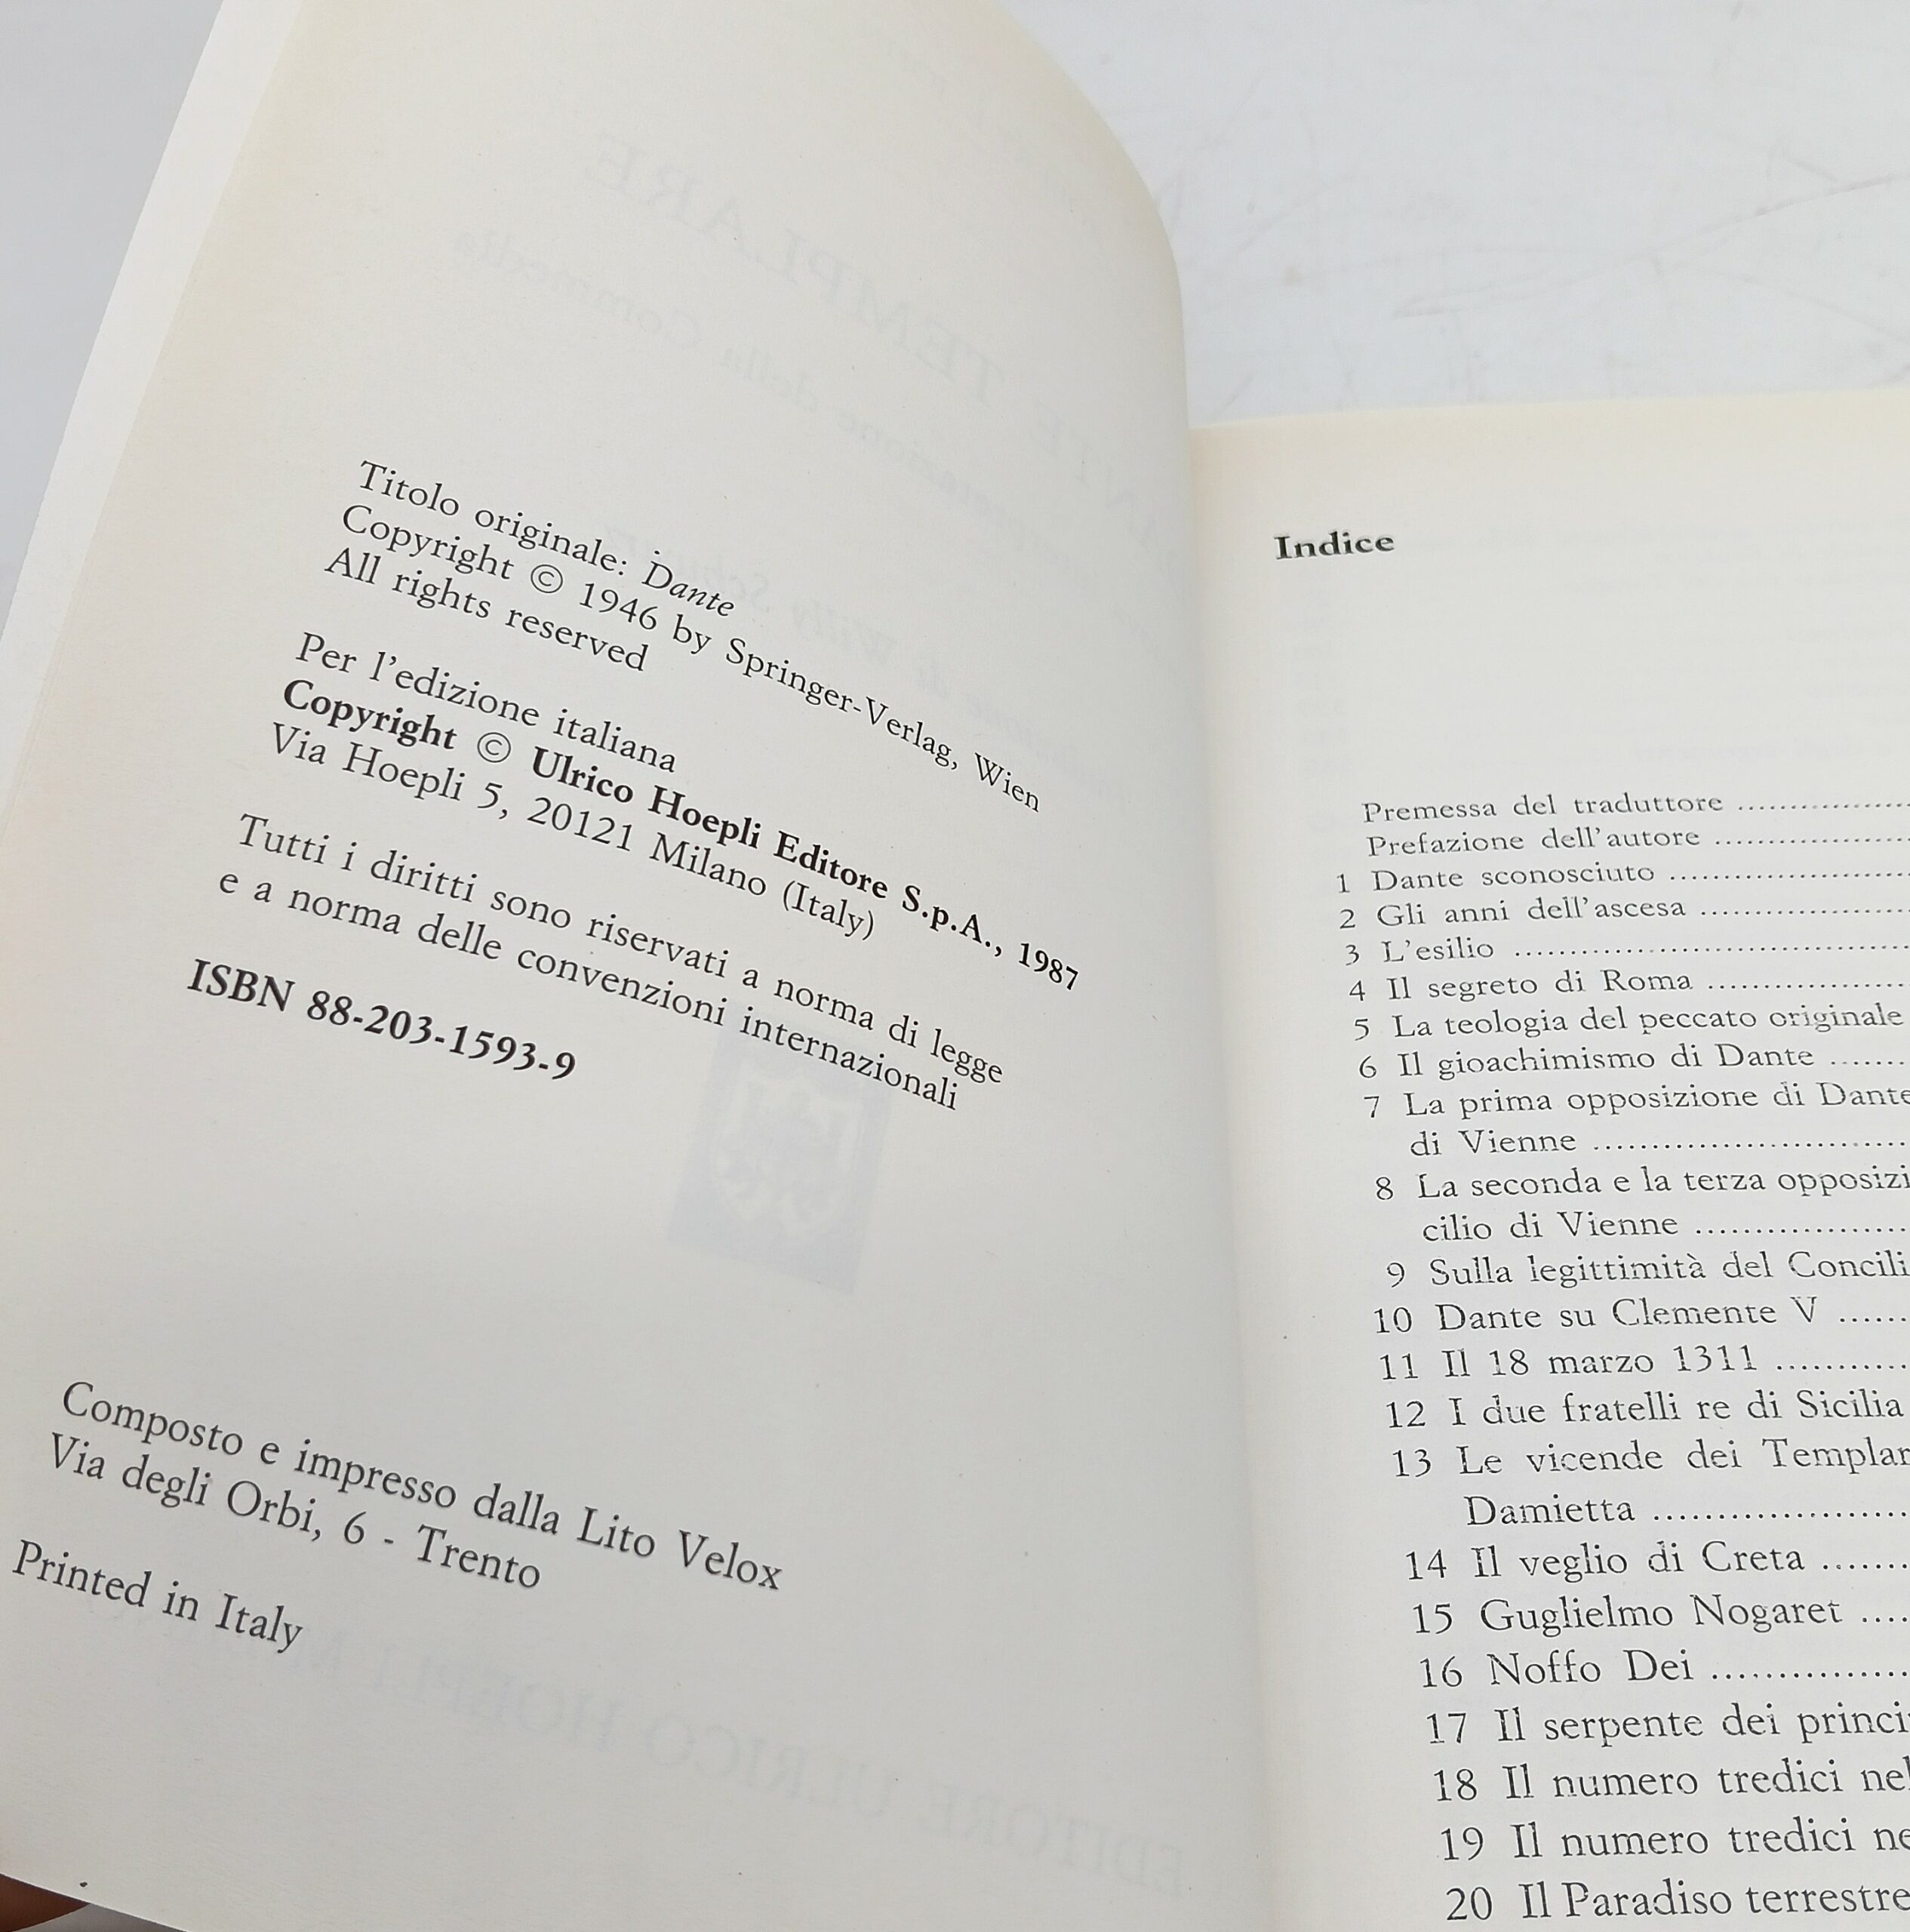 Titolo originale: Dante
Copyright © 1946 by Springer-Verlag, Wien
All rights reserved
Per l'edizione italiana
Copyright © Ulrico Hoepli Editore S.p.A., 1987
Via Hoepli 5, 20121 Milano (Italy)
Tutti i diritti sono riservati a norma di legge
e a norma delle convenzioni internazionali
ISBN 88-203-1593-9
Composto e impresso dalla Lito Velox
Via degli Orbi, 6 - Trento
Printed in Italy
Indice
Premessa del traduttore
Prefazione dell'autore
1 Dante sconosciuto
2 Gli anni dell'ascesa
3 L'esilio
4 Il segreto di Roma
5 La teologia del peccato originale
6 Il gioachimismo di Dante
7 La prima opposizione di Dante
di Vienne
8 La seconda e la terza opposizi
cilio di Vienne
9 Sulla legittimità del Concili
10 Dante su Clemente V
11 Il 18 marzo 1311
12 I due fratelli re di Sicilia
13 Le vicende dei Templar
Damietta
14 Il veglio di Creta
15 Guglielmo Nogaret
16 Noffo Dei
17 Il serpente dei princi
18 Il numero tredici nel
19 Il numero tredici ne
20 Il Paradiso terrestre